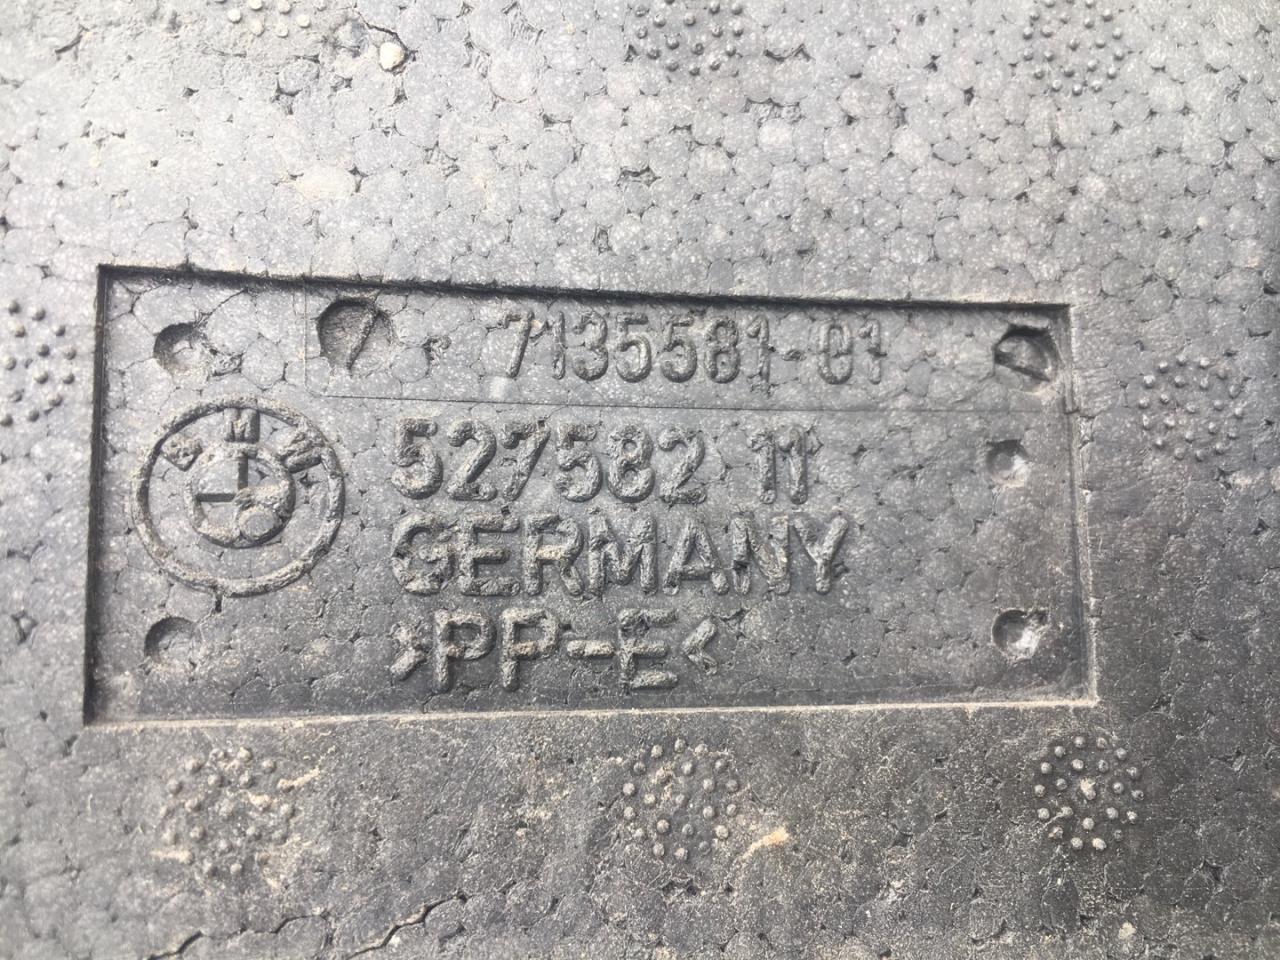 7135581-01
BMW
527582 11
GERMANY
>PP-E<